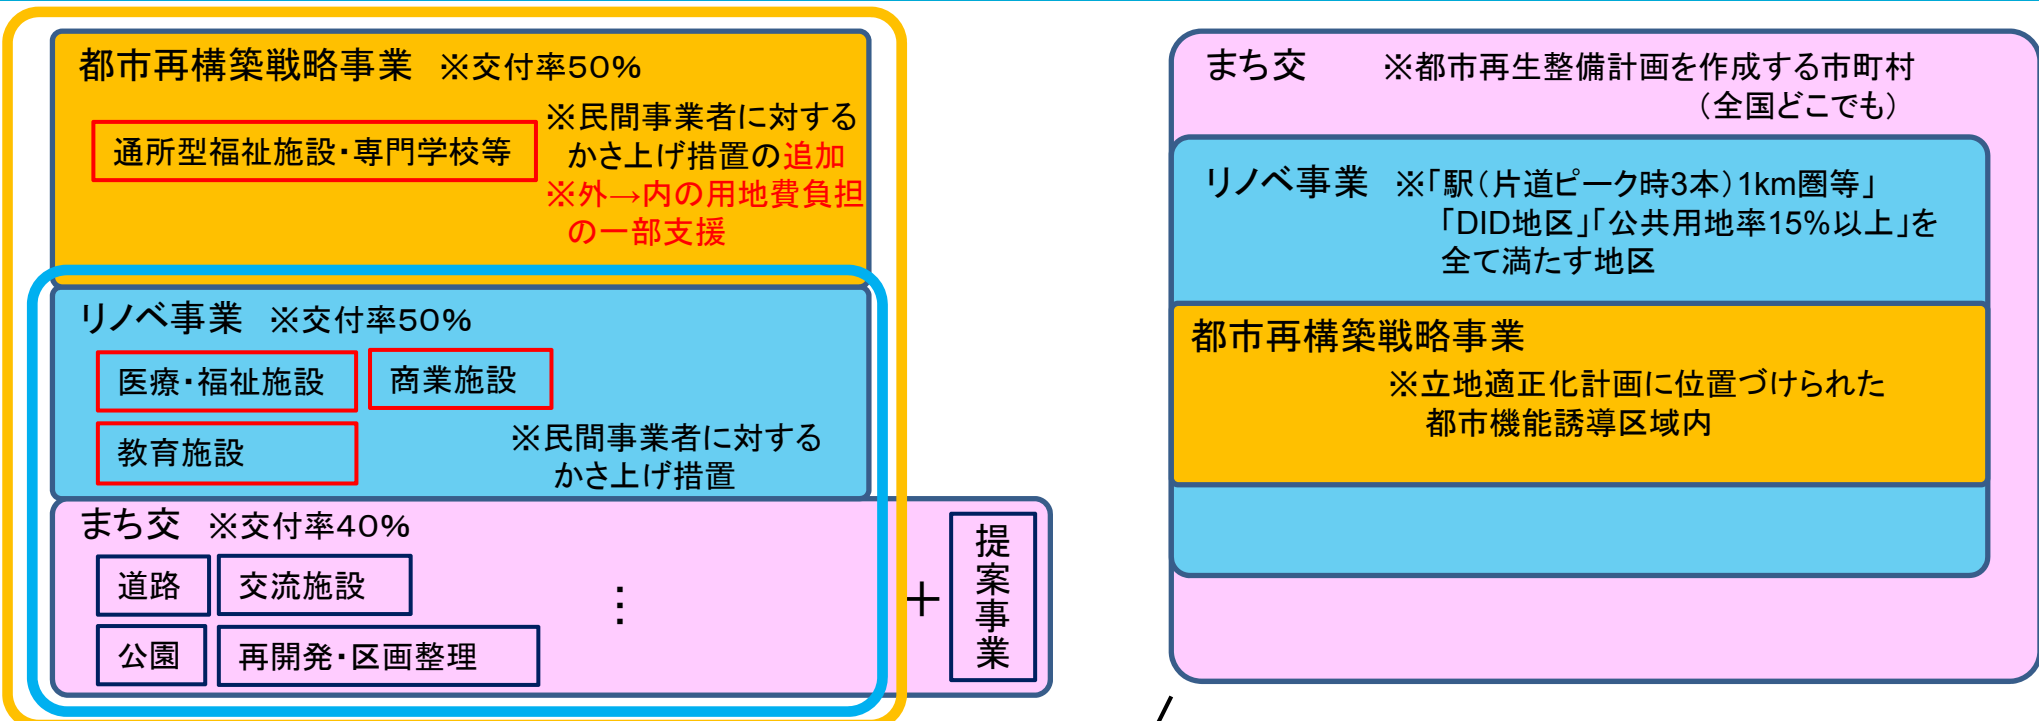 都市再構築戦略事業 ※交付率50%
通所型福祉施設・専門学校等
※民間事業者に対する
かさ上げ措置の追加
※外→内の用地費負担
の一部支援
リノベ事業 ※交付率50%
医療・福祉施設
商業施設
教育施設
※民間事業者に対する
かさ上げ措置
まち交 ※交付率40%
道路
交流施設
⋮
公園
再開発・区画整理
＋
提案事業
まち交 ※都市再生整備計画を作成する市町村
（全国どこでも）
リノベ事業 ※「駅（片道ピーク時3本）1km圏等」
「DID地区」「公共用地率15%以上」を
全て満たす地区
都市再構築戦略事業
※立地適正化計画に位置づけられた
都市機能誘導区域内